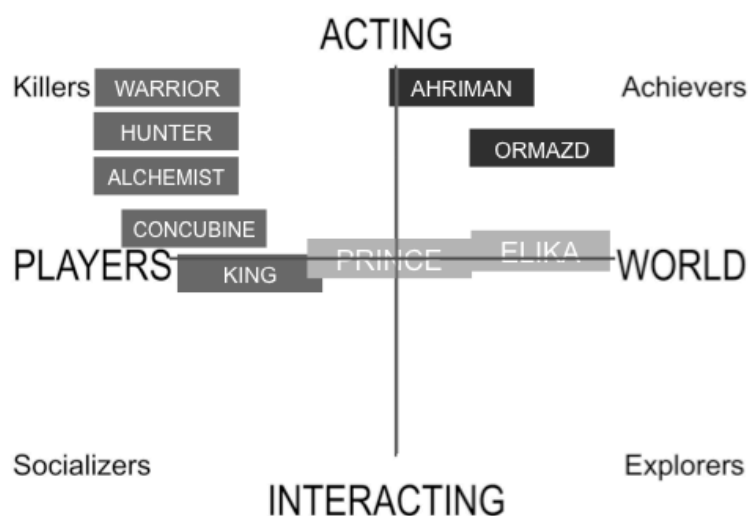 ACTING
Killers
WARRIOR
AHRIMAN
Achievers
HUNTER
ORMAZD
ALCHEMIST
CONCUBINE
PLAYERS
KING
PRINCE
ELIKA
WORLD
Socializers
Explorers
INTERACTING